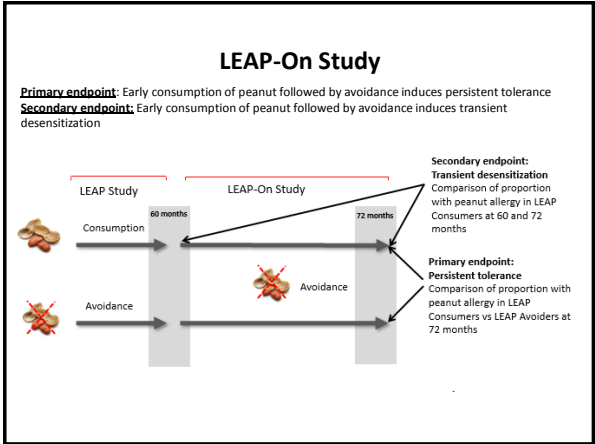 LEAP-On Study
Primary endpoint: Early consumption of peanut followed by avoidance induces persistent tolerance
Secondary endpoint: Early consumption of peanut followed by avoidance induces transient
desensitization
LEAP Study
LEAP-On Study
60 months
72 months
Consumption
Avoidance
Avoidance
Secondary endpoint:
Transient desensitization
Comparison of proportion
with peanut allergy in LEAP
Consumers at 60 and 72
months
Primary endpoint:
Persistent tolerance
Comparison of proportion with
peanut allergy in LEAP
Consumers vs LEAP Avoiders at
72 months